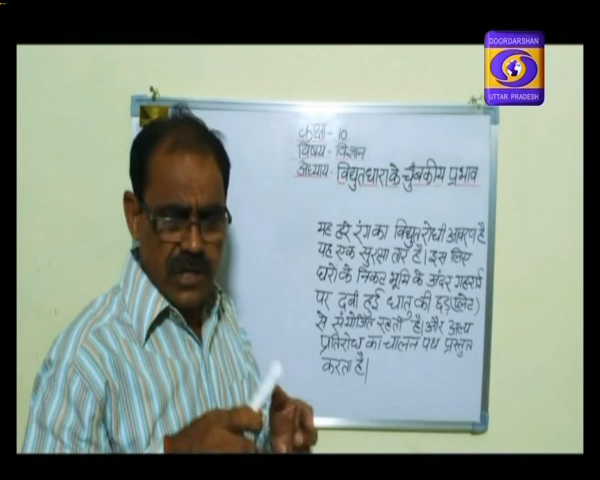 DOORDARSHAN
UTTAR PRADESH
कक्षा - 10
विषय - विज्ञान
अध्याय - विद्युतधारा के चुंबकीय प्रभाव
यह हरे रंग का विद्युतरोधी आवरण है
यह एक सुरक्षा तार है। इस लिए
घरो के निकट भूमि के अंदर गहराई
पर दबी हुई धातु की
से संयोजित रहती है। और अल्प
प्रतिरोध का चालन पथ प्रस्तुत
करता है।